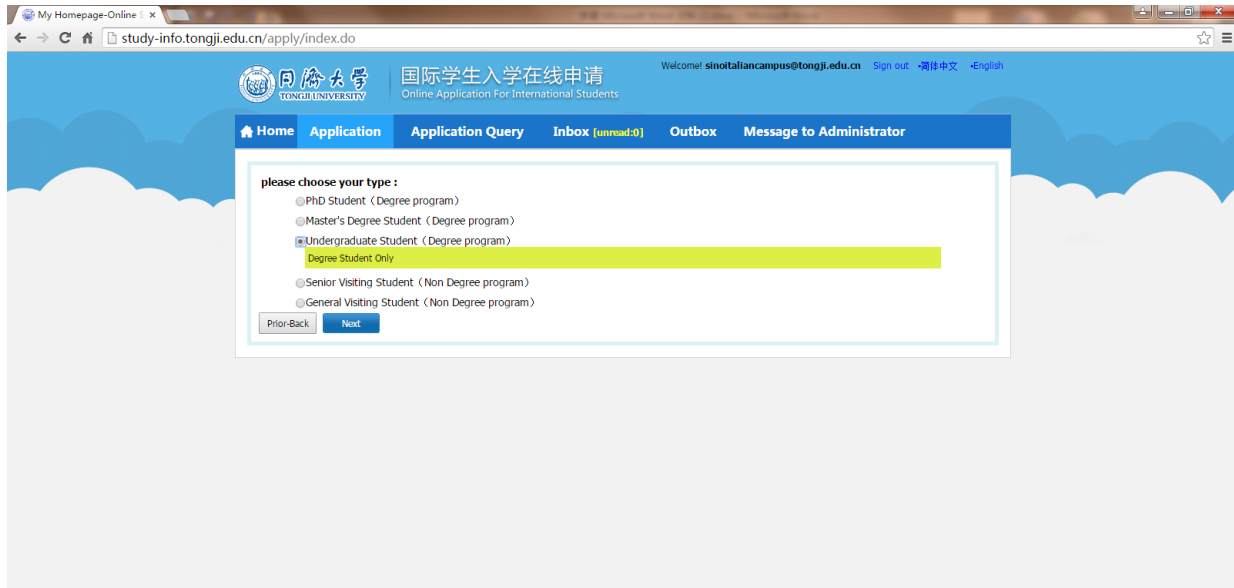 My Homepage-Online S
study-info.tongji.edu.cn/apply/index.do
同济大学
TONGJI UNIVERSITY
国际学生入学在线申请
Online Application For International Students
Welcome! sinoitaliancampus@tongji.edu.cn Sign out •简体中文 •English
Home Application Application Query Inbox [unread:0] Outbox Message to Administrator
please choose your type :
PhD Student（Degree program）
Master's Degree Student（Degree program）
Undergraduate Student（Degree program）
Degree Student Only
Senior Visiting Student（Non Degree program）
General Visiting Student（Non Degree program）
Prior-Back Next